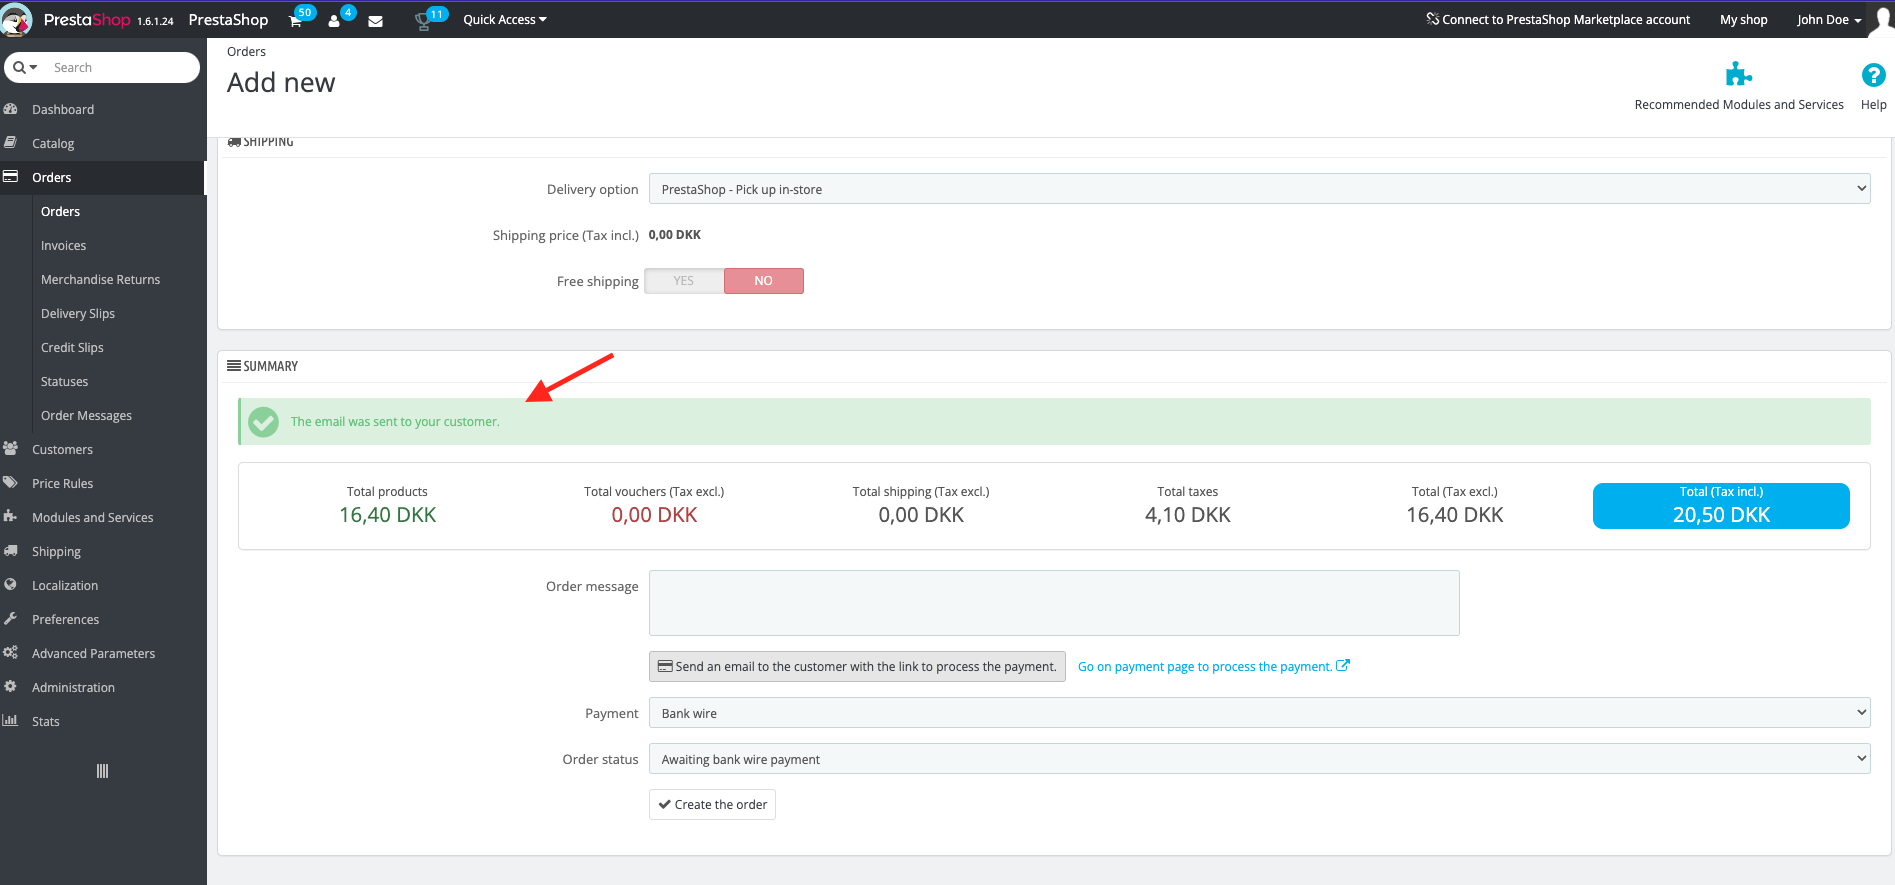 PrestaShop 1.6.1.24 PrestaShop 50 4 11 Quick Access Connect to PrestaShop Marketplace account My shop John Doe
Search
Dashboard
Catalog
Orders
Orders
Invoices
Merchandise Returns
Delivery Slips
Credit Slips
Statuses
Order Messages
Customers
Price Rules
Modules and Services
Shipping
Localization
Preferences
Advanced Parameters
Administration
Stats
Orders
Add new
Recommended Modules and Services
Help
SHIPPING
Delivery option PrestaShop - Pick up in-store
Shipping price (Tax incl.) 0,00 DKK
Free shipping YES NO
SUMMARY
The email was sent to your customer.
Total products
16,40 DKK
Total vouchers (Tax excl.)
0,00 DKK
Total shipping (Tax excl.)
0,00 DKK
Total taxes
4,10 DKK
Total (Tax excl.)
16,40 DKK
Total (Tax incl.)
20,50 DKK
Order message
Send an email to the customer with the link to process the payment. Go on payment page to process the payment.
Payment Bank wire
Order status Awaiting bank wire payment
Create the order